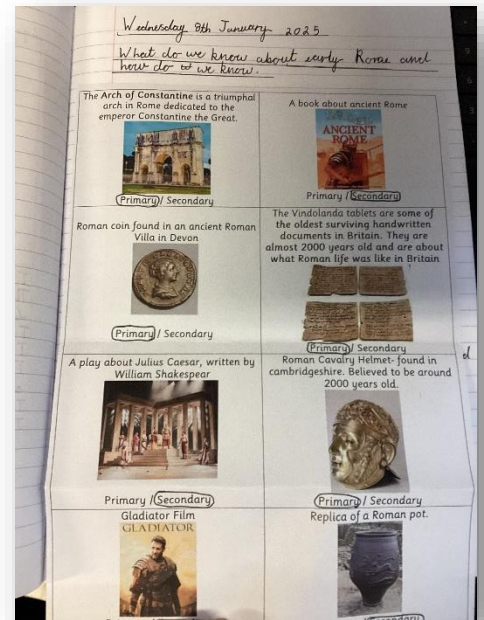 Wednesday 8th January 2025
What do we know about early Rome and
how do we know.
The Arch of Constantine is a triumphal
arch in Rome dedicated to the
emperor Constantine the Great.
Primary / Secondary
A book about ancient Rome
ANCIENT
ROME
Primary / Secondary
Roman coin found in an ancient Roman
Villa in Devon
Primary / Secondary
The Vindolanda tablets are some of
the oldest surviving handwritten
documents in Britain. They are
almost 2000 years old and are about
what Roman life was like in Britain
Primary / Secondary
A play about Julius Caesar, written by
William Shakespear
Primary / Secondary
Roman Cavalry Helmet- found in
cambridgeshire. Believed to be around
2000 years old.
Primary / Secondary
Gladiator Film
GLADIATOR
Replica of a Roman pot.